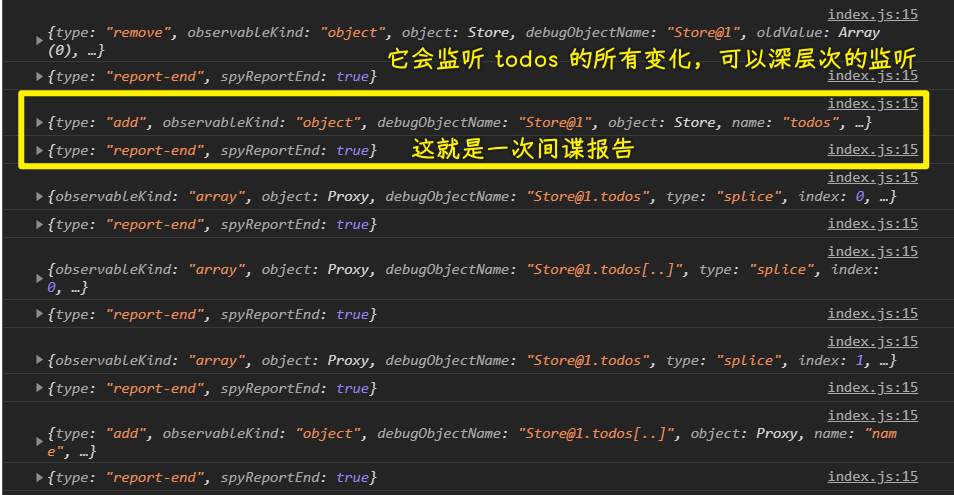 index.js:15
{type: "remove", observableKind: "object", object: Store, debugObjectName: "Store@1", oldValue: Array
(0), …}
它会监听 todos 的所有变化，可以深层次的监听
{type: "report-end", spyReportEnd: true} index.js:15
index.js:15
{type: "add", observableKind: "object", debugObjectName: "Store@1", object: Store, name: "todos", …}
{type: "report-end", spyReportEnd: true} 这就是一次间谍报告 index.js:15
index.js:15
{observableKind: "array", object: Proxy, debugObjectName: "Store@1.todos", type: "splice", index: 0, …}
{type: "report-end", spyReportEnd: true} index.js:15
index.js:15
{observableKind: "array", object: Proxy, debugObjectName: "Store@1.todos[..]", type: "splice", index:
0, …}
{type: "report-end", spyReportEnd: true} index.js:15
index.js:15
{observableKind: "array", object: Proxy, debugObjectName: "Store@1.todos", type: "splice", index: 1, …}
{type: "report-end", spyReportEnd: true} index.js:15
index.js:15
{type: "add", observableKind: "object", debugObjectName: "Store@1.todos[..]", object: Proxy, name: "nam
e", …}
{type: "report-end", spyReportEnd: true} index.js:15